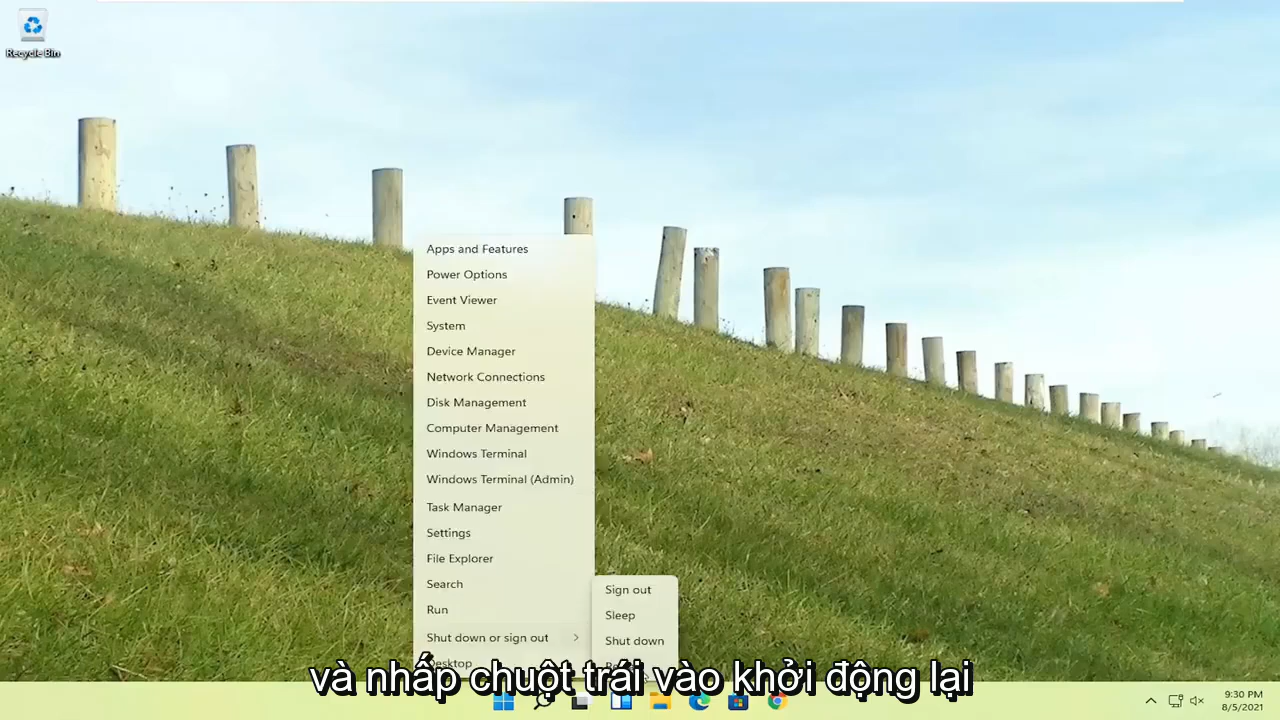 Recycle Bin
Apps and Features
Power Options
Event Viewer
System
Device Manager
Network Connections
Disk Management
Computer Management
Windows Terminal
Windows Terminal (Admin)
Task Manager
Settings
File Explorer
Search
Run
Shut down or sign out
Desktop
Sign out
Sleep
Shut down
và nhấp chuột trái vào khởi động lại
9:30 PM
8/5/2021